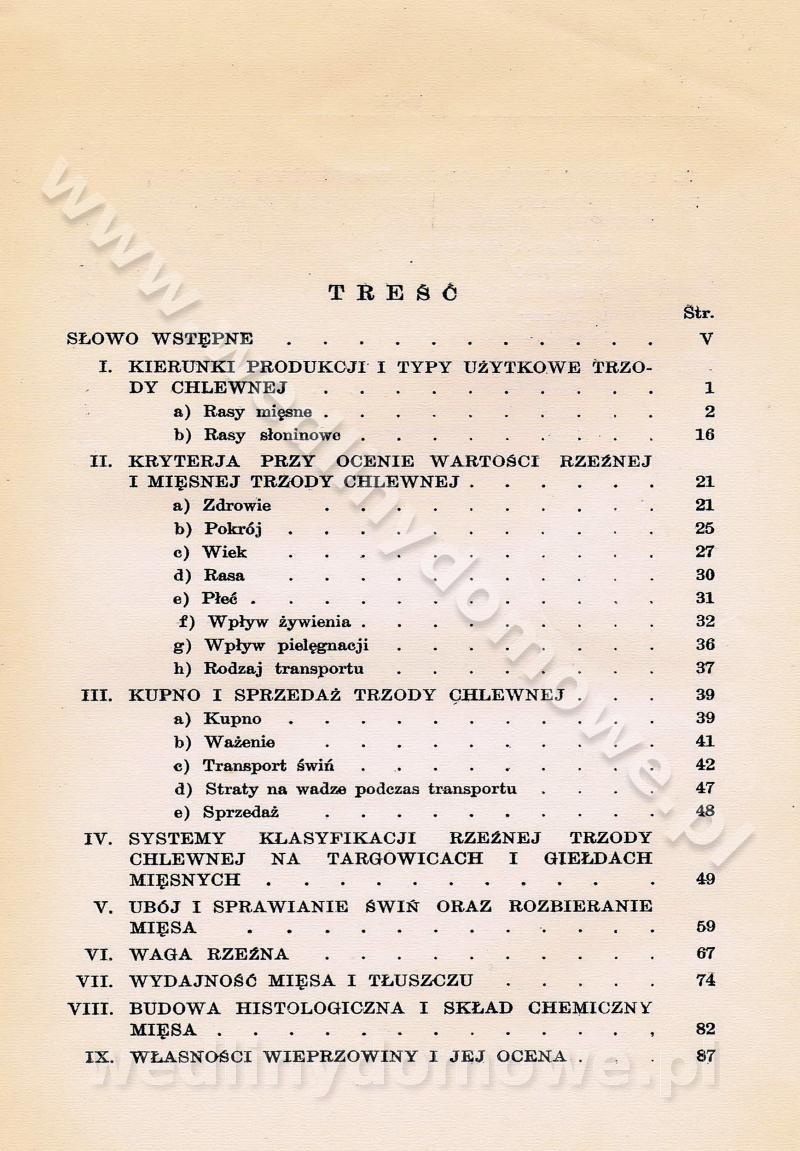 TREŚĆ
Str.
SŁOWO WSTĘPNE . . . . . . . . . . . V
I. KIERUNKI PRODUKCJI I TYPY UŻYTKOWE TRZO-
DY CHLEWNEJ . . . . . . . . . . 1
a) Rasy mięsne . . . . . . . . . . 2
b) Rasy słoninowe . . . . . . . . . 16
II. KRYTERJA PRZY OCENIE WARTOŚCI RZEŹNEJ
I MIĘSNEJ TRZODY CHLEWNEJ . . . . . . 21
a) Zdrowie . . . . . . . . . . 21
b) Pokrój . . . . . . . . . . . 25
c) Wiek . . . . . . . . . . . 27
d) Rasa . . . . . . . . . . . 30
e) Płeć . . . . . . . . . . . . 31
f) Wpływ żywienia . . . . . . . . . 32
g) Wpływ pielęgnacji . . . . . . . . 36
h) Rodzaj transportu . . . . . . . . 37
III. KUPNO I SPRZEDAŻ TRZODY CHLEWNEJ . . . . 39
a) Kupno . . . . . . . . . . . 39
b) Ważenie . . . . . . . . . . 41
c) Transport świń . . . . . . . . . 42
d) Straty na wadze podczas transportu . . . . 47
e) Sprzedaż . . . . . . . . . . 48
IV. SYSTEMY KLASYFIKACJI RZEŹNEJ TRZODY
CHLEWNEJ NA TARGOWICACH I GIEŁDACH
MIĘSNYCH . . . . . . . . . . . 49
V. UBÓJ I SPRAWIANIE ŚWIŃ ORAZ ROZBIERANIE
MIĘSA . . . . . . . . . . . . 59
VI. WAGA RZEŹNA . . . . . . . . . . 67
VII. WYDAJNOŚĆ MIĘSA I TŁUSZCZU . . . . . 74
VIII. BUDOWA HISTOLOGICZNA I SKŁAD CHEMICZNY
MIĘSA . . . . . . . . . . . . . 82
IX. WŁASNOŚCI WIEPRZOWINY I JEJ OCENA . . . 87
www.wedlinydomowe.pl
wedlinydomowe.pl